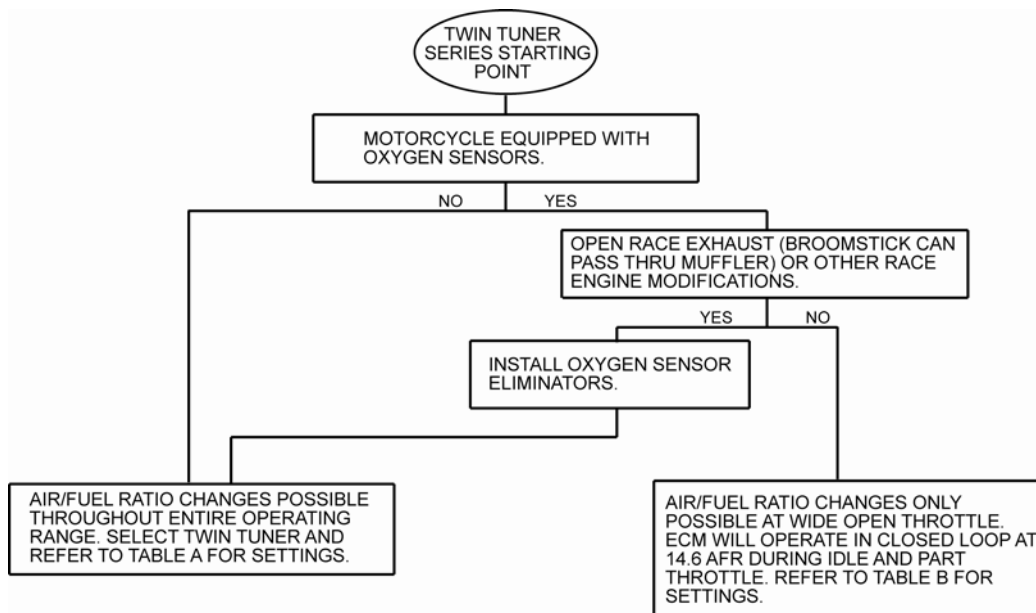 TWIN TUNER
SERIES STARTING
POINT
MOTORCYCLE EQUIPPED WITH
OXYGEN SENSORS.
NO
YES
OPEN RACE EXHAUST (BROOMSTICK CAN
PASS THRU MUFFLER) OR OTHER RACE
ENGINE MODIFICATIONS.
YES
NO
INSTALL OXYGEN SENSOR
ELIMINATORS.
AIR/FUEL RATIO CHANGES POSSIBLE
THROUGHOUT ENTIRE OPERATING
RANGE. SELECT TWIN TUNER AND
REFER TO TABLE A FOR SETTINGS.
AIR/FUEL RATIO CHANGES ONLY
POSSIBLE AT WIDE OPEN THROTTLE.
ECM WILL OPERATE IN CLOSED LOOP AT
14.6 AFR DURING IDLE AND PART
THROTTLE. REFER TO TABLE B FOR
SETTINGS.